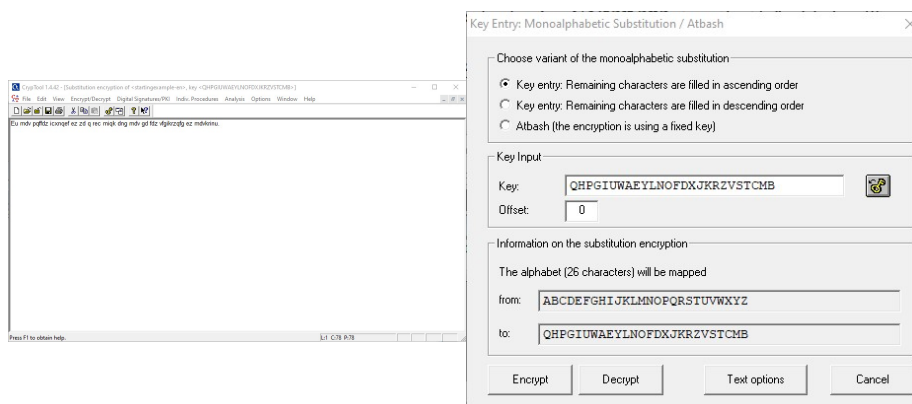 CrypTool 1.4.42 - [Substitution encryption of <startingexample-en>, key <QHPGIUWAEYLNOFDXJKRZVSTCMB>]
File Edit View Encrypt/Decrypt Digital Signatures/PKI Indiv. Procedures Analysis Options Window Help
Eu mdv pqffdz icxnqef ez zd q rec miqk dng mdv gd fdz vfgikrzqfg ez mdvkrinu.
Press F1 to obtain help.
L:1 C:78 P:78
Key Entry: Monoalphabetic Substitution / Atbash
Choose variant of the monoalphabetic substitution
Key entry: Remaining characters are filled in ascending order
Key entry: Remaining characters are filled in descending order
Atbash (the encryption is using a fixed key)
Key Input
Key: QHPGIUWAEYLNOFDXJKRZVSTCMB
Offset: 0
Information on the substitution encryption
The alphabet (26 characters) will be mapped
from: ABCDEFGHIJKLMNOPQRSTUVWXYZ
to: QHPGIUWAEYLNOFDXJKRZVSTCMB
Encrypt Decrypt Text options Cancel